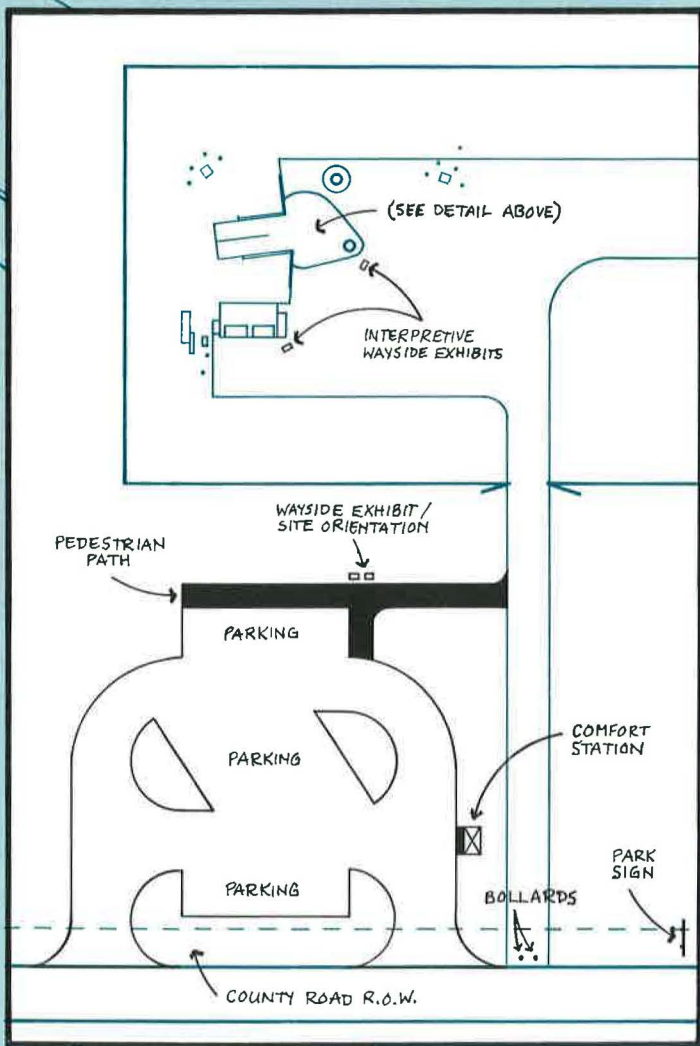 (SEE DETAIL ABOVE)
INTERPRETIVE
WAYSIDE EXHIBITS
WAYSIDE EXHIBIT/
SITE ORIENTATION
PEDESTRIAN
PATH
PARKING
COMFORT
STATION
PARKING
PARK
SIGN
PARKING
BOLLARDS
COUNTY ROAD R.O.W.